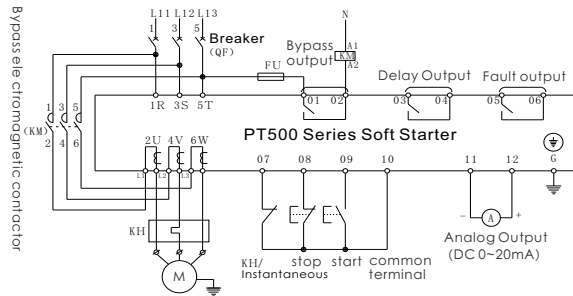 L11 L12 L13
1 3 5
Breaker
(QF)
N
Bypass
output
A1
KM
A2
FU
Delay Output
Fault output
Bypass ele chromagnetic contactor
1 3 5
(KM)
2 4 6
1R 3S 5T
01 02
03 04
05 06
PT500 Series Soft Starter
2U 4V 6W
07 08 09 10
11 12
G
L1 L2 L3
KH
M
KH/
Instantaneous
stop
start
common
terminal
- A +
Analog Output
(DC 0~20mA)